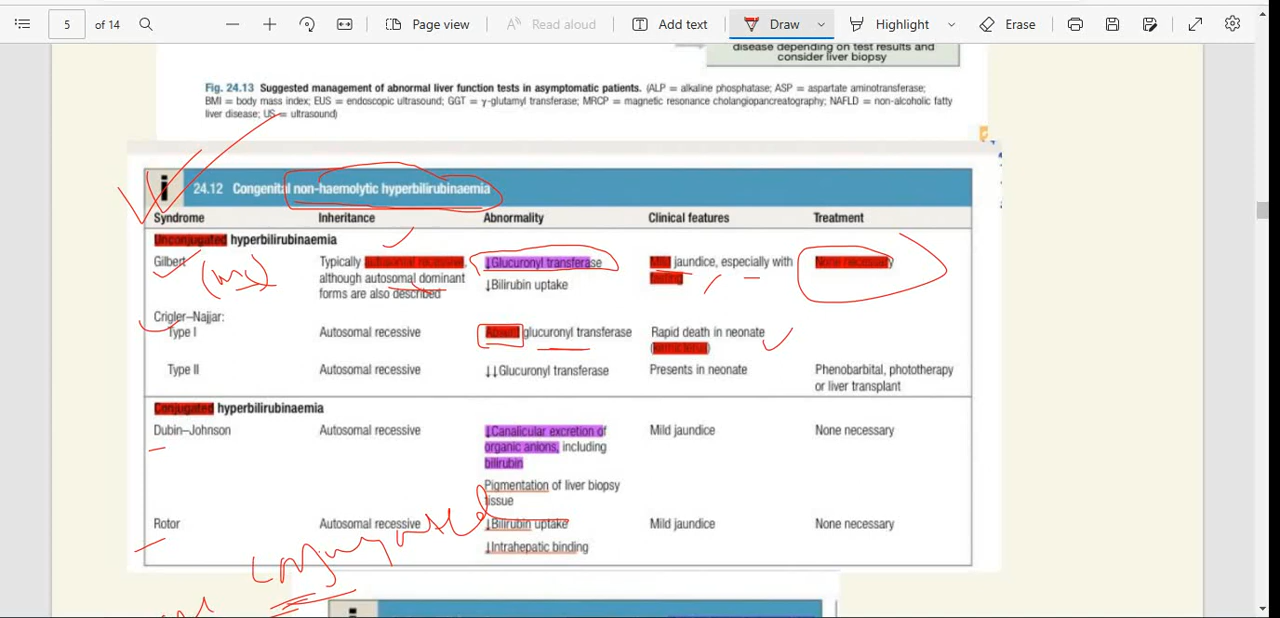 5 of 14 Page view Read aloud Add text Draw Highlight Erase
disease depending on test results and
consider liver biopsy
Fig. 24.13 Suggested management of abnormal liver function tests in asymptomatic patients. (ALP = alkaline phosphatase; ASP = aspartate aminotransferase;
BMI = body mass index; EUS = endoscopic ultrasound; GGT = γ-glutamyl transferase; MRCP = magnetic resonance cholangiopancreatography; NAFLD = non-alcoholic fatty
liver disease; US = ultrasound)
i 24.12 Congenital non-haemolytic hyperbilirubinaemia
Syndrome Inheritance Abnormality Clinical features Treatment
Unconjugated hyperbilirubinaemia
Gilbert Typically autosomal recessive, ↓Glucuronyl transferase Mild jaundice, especially with None necessary
although autosomal dominant ↓Bilirubin uptake fasting
forms are also described
Crigler–Najjar:
Type I Autosomal recessive Absent glucuronyl transferase Rapid death in neonate
(kernicterus)
Type II Autosomal recessive ↓↓Glucuronyl transferase Presents in neonate Phenobarbital, phototherapy
or liver transplant
Conjugated hyperbilirubinaemia
Dubin–Johnson Autosomal recessive ↓Canalicular excretion of Mild jaundice None necessary
organic anions, including
bilirubin
Pigmentation of liver biopsy
tissue
Rotor Autosomal recessive ↓Bilirubin uptake Mild jaundice None necessary
↓Intrahepatic binding
conjugated